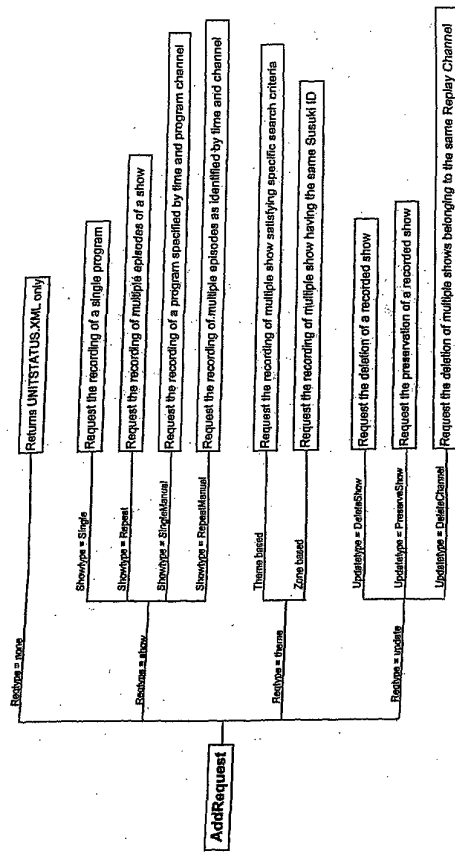 AddRequest
Reqtype = none
Returns UNITSTATUS.XML only
Reqtype = show
Showtype = Single
Request the recording of a single program
Showtype = Repeat
Request the recording of multiple episodes of a show
Showtype = SingleManual
Request the recording of a program specified by time and program channel
Showtype = RepeatManual
Request the recording of multiple episodes as identified by time and channel
Reqtype = theme
Theme based
Request the recording of multiple show satisfying specific search criteria
Zone based
Request the recording of multiple show having the same Susuki ID
Reqtype = update
Updatetype = DeleteShow
Request the deletion of a recorded show
Updatetype = PreserveShow
Request the preservation of a recorded show
Updatetype = DeleteChannel
Request the deletion of multiple shows belonging to the same Replay Channel